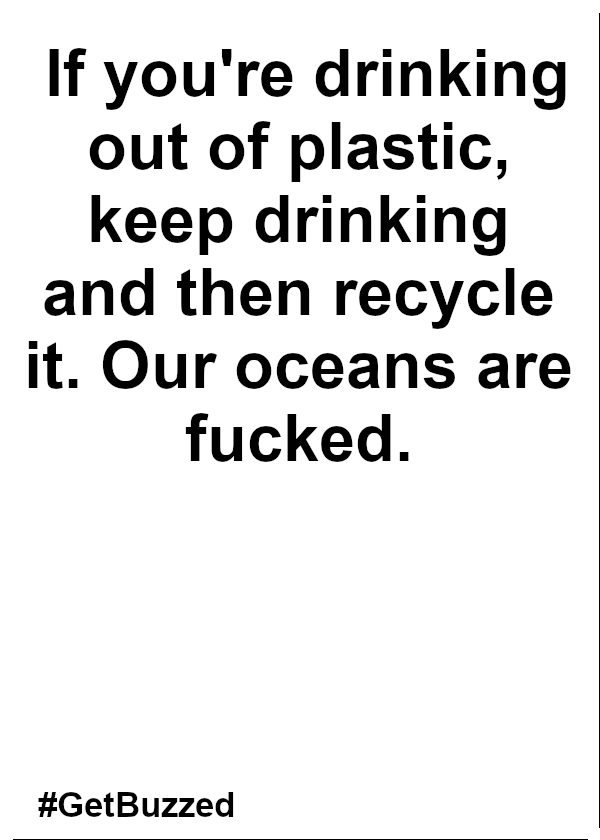 If you're drinking
out of plastic,
keep drinking
and then recycle
it. Our oceans are
fucked.
#GetBuzzed